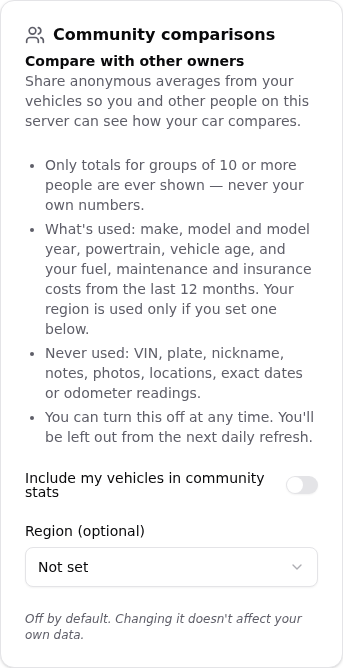 Community comparisons
Compare with other owners
Share anonymous averages from your
vehicles so you and other people on this
server can see how your car compares.
• Only totals for groups of 10 or more
people are ever shown — never your
own numbers.
• What's used: make, model and model
year, powertrain, vehicle age, and
your fuel, maintenance and insurance
costs from the last 12 months. Your
region is used only if you set one
below.
• Never used: VIN, plate, nickname,
notes, photos, locations, exact dates
or odometer readings.
• You can turn this off at any time. You'll
be left out from the next daily refresh.
Include my vehicles in community
stats
Region (optional)
Not set
Off by default. Changing it doesn't affect your
own data.